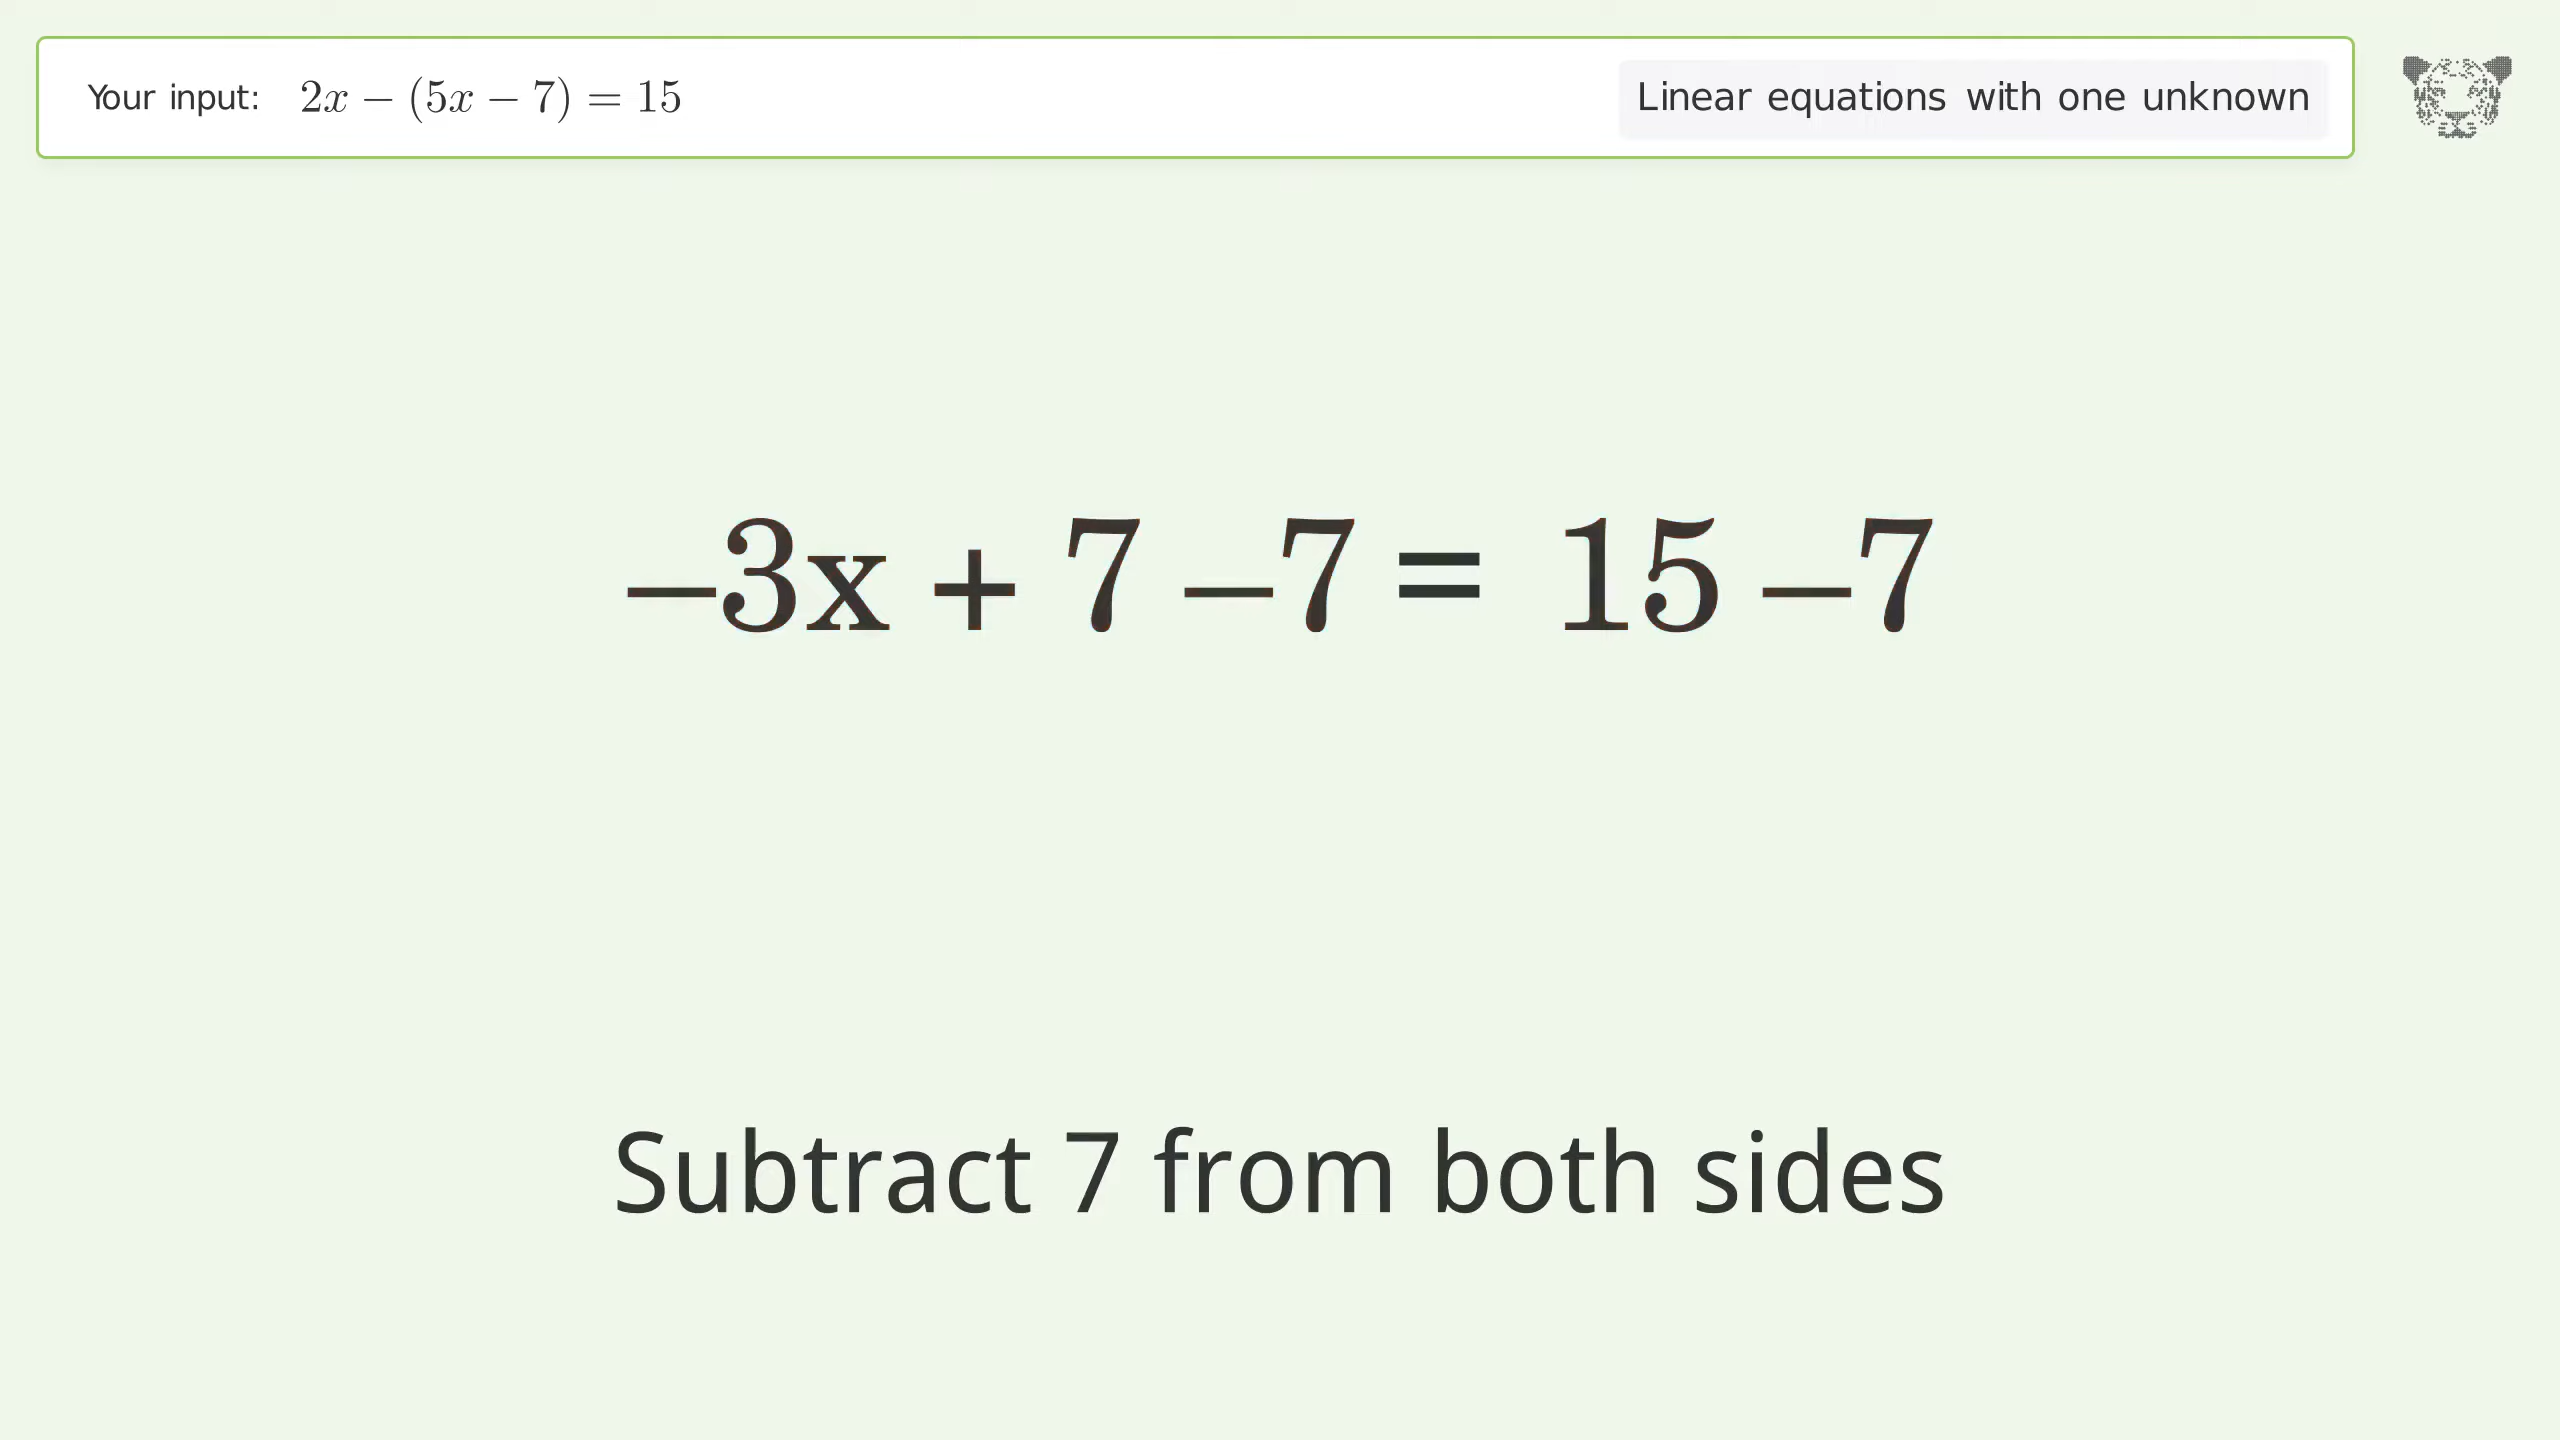 Your input: 2x − (5x − 7) = 15
Linear equations with one unknown
–3x + 7 –7 = 15 –7
Subtract 7 from both sides